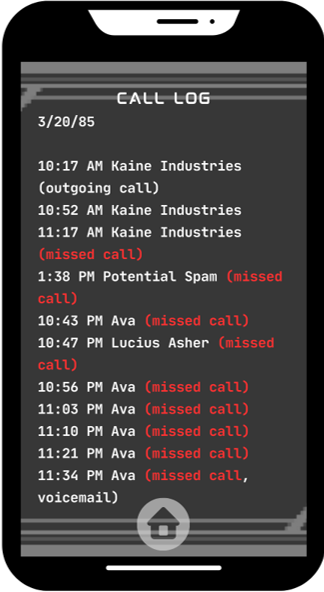 CALL LOG
3/20/85
10:17 AM Kaine Industries
(outgoing call)
10:52 AM Kaine Industries
11:17 AM Kaine Industries
(missed call)
1:38 PM Potential Spam (missed
call)
10:43 PM Ava (missed call)
10:47 PM Lucius Asher (missed
call)
10:56 PM Ava (missed call)
11:03 PM Ava (missed call)
11:10 PM Ava (missed call)
11:21 PM Ava (missed call)
11:34 PM Ava (missed call,
voicemail)